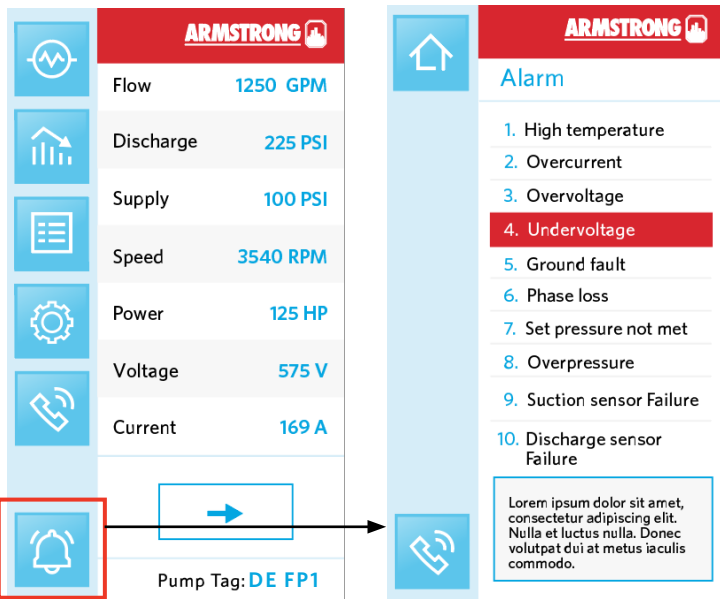 ARMSTRONG
Flow 1250 GPM
Discharge 225 PSI
Supply 100 PSI
Speed 3540 RPM
Power 125 HP
Voltage 575 V
Current 169 A
Pump Tag: DE FP1
ARMSTRONG
Alarm
1. High temperature
2. Overcurrent
3. Overvoltage
4. Undervoltage
5. Ground fault
6. Phase loss
7. Set pressure not met
8. Overpressure
9. Suction sensor Failure
10. Discharge sensor
Failure
Lorem ipsum dolor sit amet,
consectetur adipiscing elit.
Nulla et luctus nulla. Donec
volutpat dui at metus iaculis
commodo.